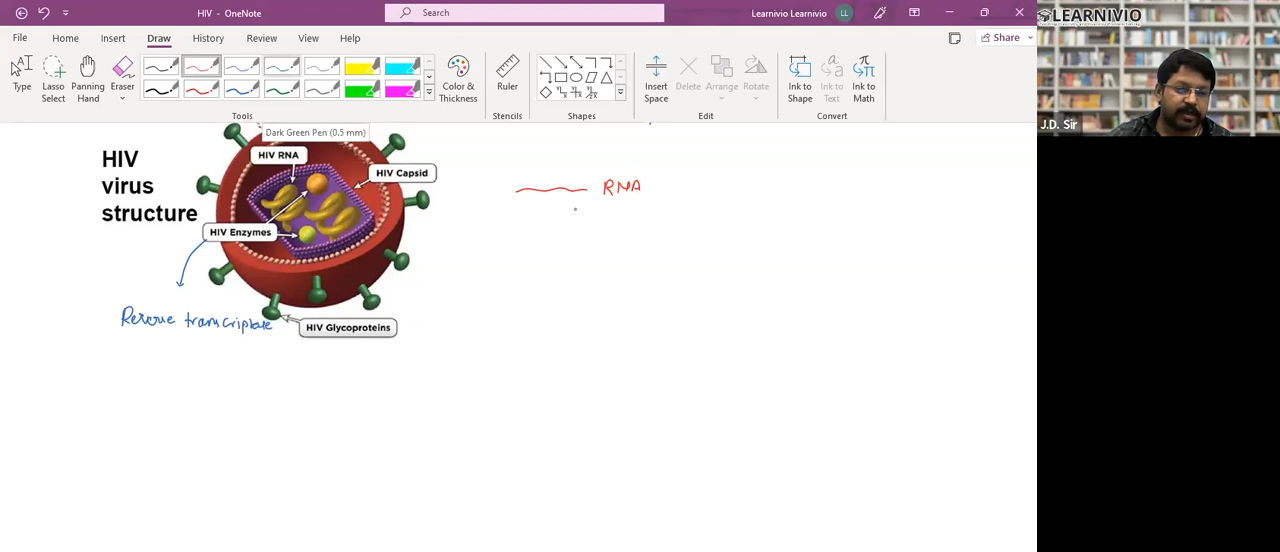 HIV - OneNote
Search
Learnivio Learnivio
LL
LEARNIVIO
File
Home
Insert
Draw
History
Review
View
Help
Share
Type
Lasso
Select
Panning
Hand
Eraser
Color &
Thickness
Ruler
Insert
Space
Delete
Arrange
Rotate
Ink to
Shape
Ink to
Text
Ink to
Math
Tools
Stencils
Shapes
Edit
Convert
Dark Green Pen (0.5 mm)
J.D. Sir
HIV
virus
structure
HIV RNA
HIV Capsid
HIV Enzymes
HIV Glycoproteins
RNA
Reverse transcriptase